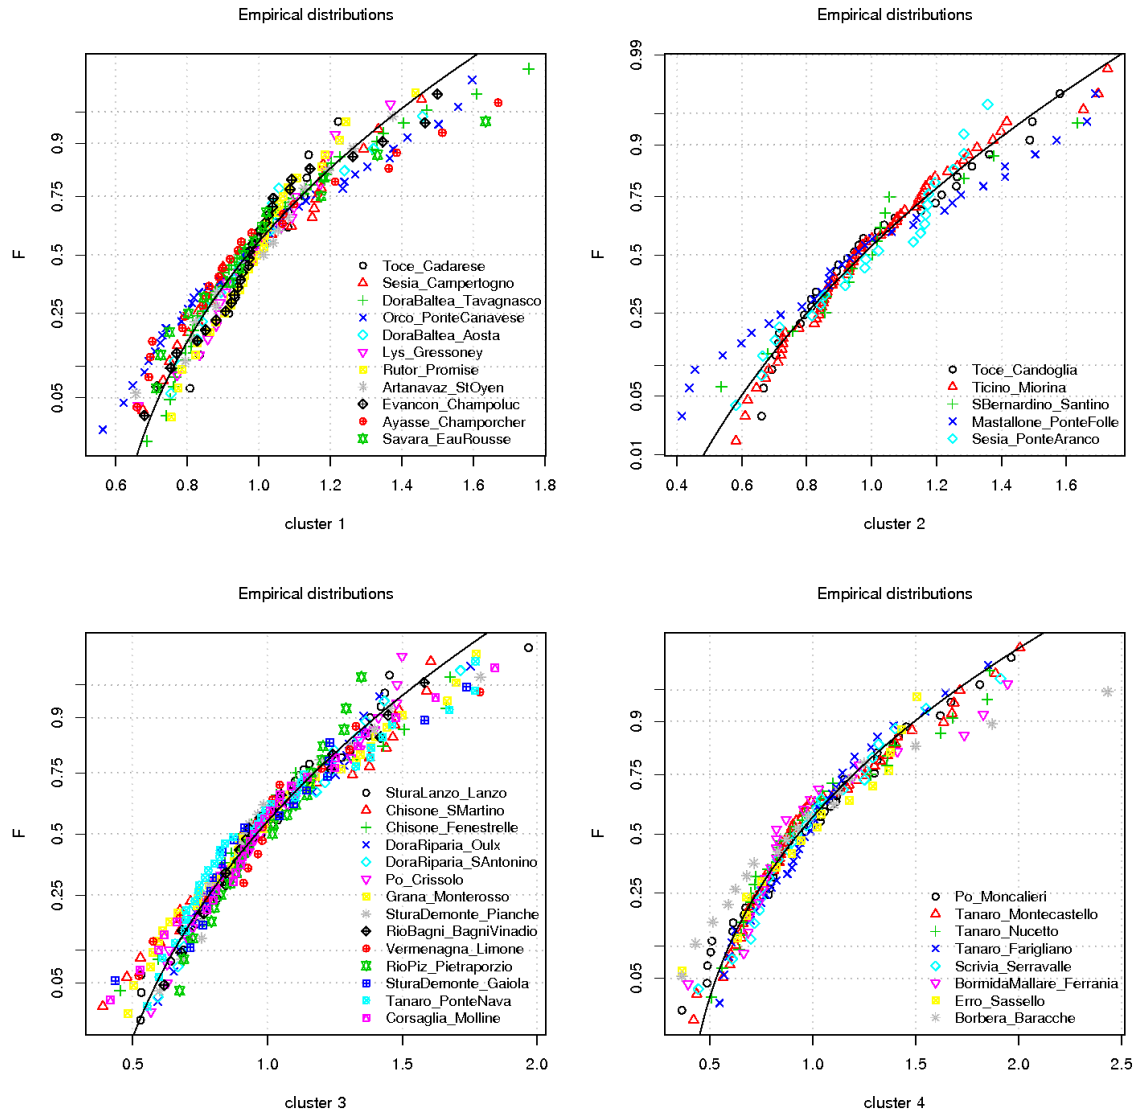 Empirical distributions
F
0.9
0.75
0.5
0.25
0.05
Toce_Cadarese
Sesia_Campertogno
DoraBaltea_Tavagnasco
Orco_PonteCanavese
DoraBaltea_Aosta
Lys_Gressoney
Rutor_Promise
Artanavaz_StOyen
Evancon_Champoluc
Ayasse_Champorcher
Savara_EauRousse
0.6 0.8 1.0 1.2 1.4 1.6 1.8
cluster 1
Empirical distributions
F
0.99
0.9
0.75
0.5
0.25
0.05
0.01
Toce_Candoglia
Ticino_Miorina
SBernardino_Santino
Mastallone_PonteFolle
Sesia_PonteAranco
0.4 0.6 0.8 1.0 1.2 1.4 1.6
cluster 2
Empirical distributions
F
0.9
0.75
0.5
0.25
0.05
SturaLanzo_Lanzo
Chisone_SMartino
Chisone_Fenestrelle
DoraRiparia_Oulx
DoraRiparia_SAntonino
Po_Crissolo
Grana_Monterosso
SturaDemonte_Pianche
RioBagni_BagniVinadio
Vermenagna_Limone
RioPiz_Pietraporzio
SturaDemonte_Gaiola
Tanaro_PonteNava
Corsaglia_Molline
0.5 1.0 1.5 2.0
cluster 3
Empirical distributions
F
0.9
0.75
0.5
0.25
0.05
Po_Moncalieri
Tanaro_Montecastello
Tanaro_Nucetto
Tanaro_Farigliano
Scrivia_Serravalle
BormidaMallare_Ferrania
Erro_Sassello
Borbera_Baracche
0.5 1.0 1.5 2.0 2.5
cluster 4